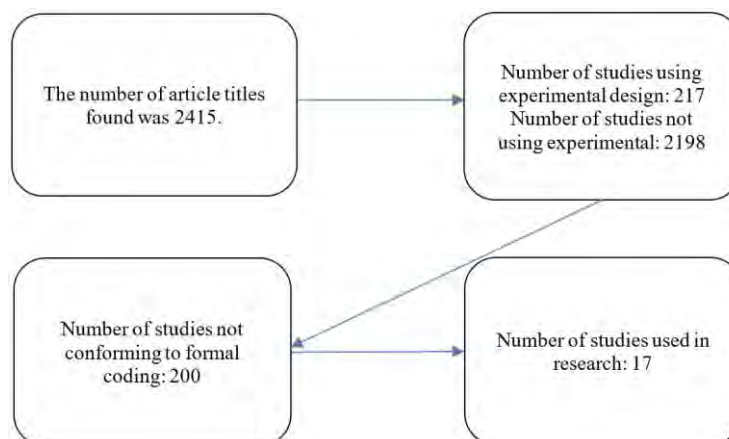 The number of article titles
found was 2415.
Number of studies using
experimental design: 217
Number of studies not
using experimental: 2198
Number of studies not
conforming to formal
coding: 200
Number of studies used in
research: 17